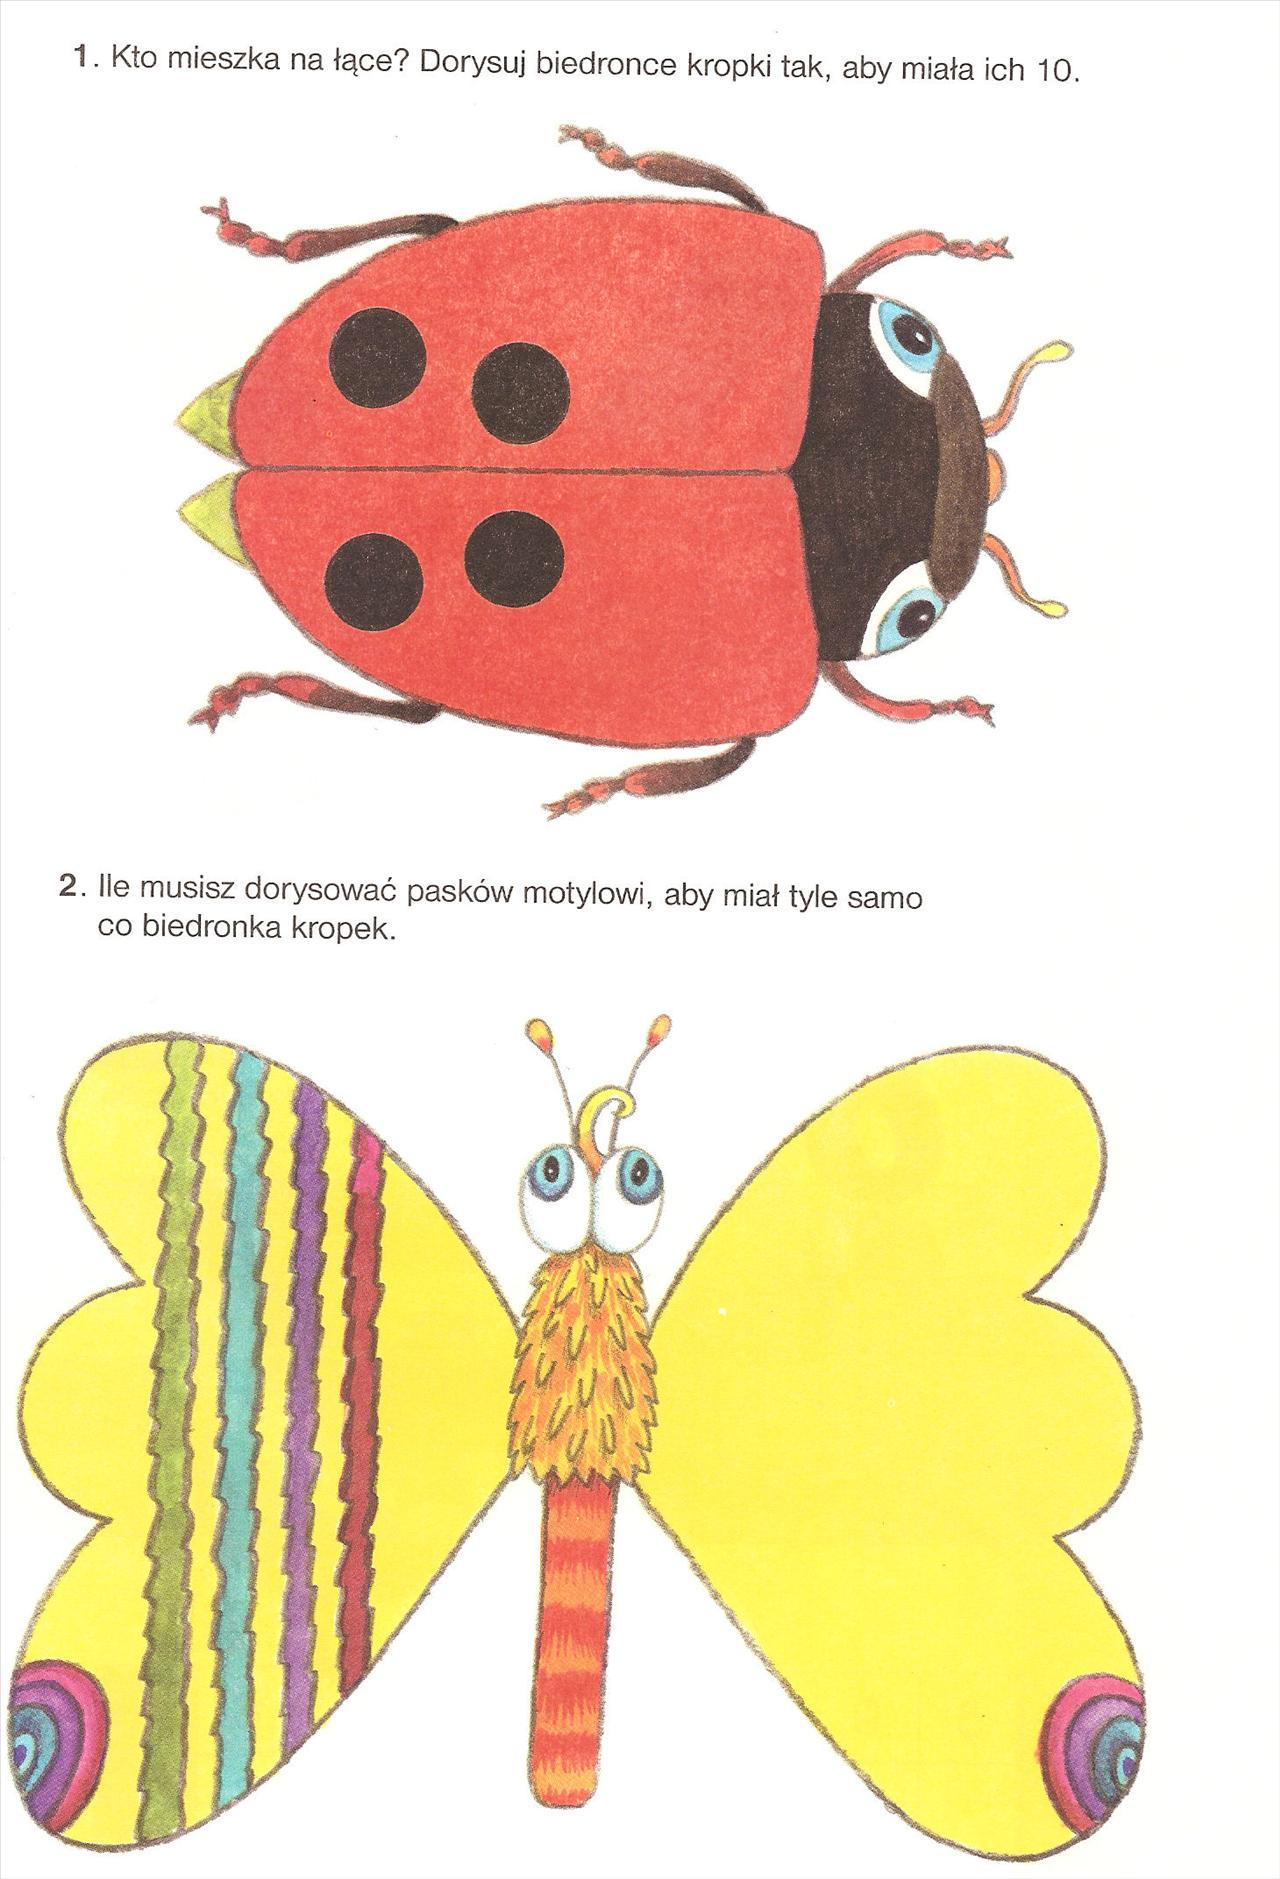 1. Kto mieszka na łące? Dorysuj biedronce kropki tak, aby miała ich 10.
2. Ile musisz dorysować pasków motylowi, aby miał tyle samo
co biedronka kropek.